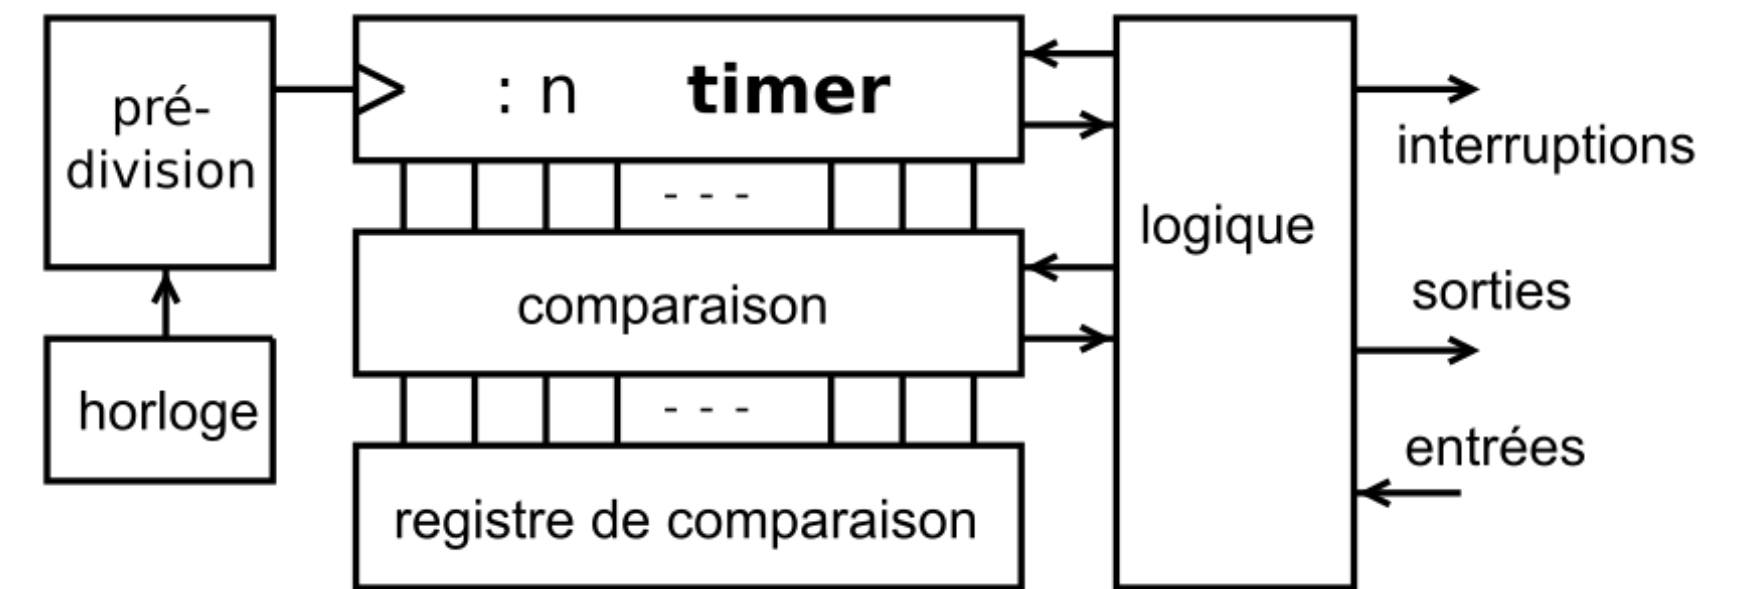 pré-
division
horloge
: n timer
- - -
comparaison
- - -
registre de comparaison
logique
interruptions
sorties
entrées